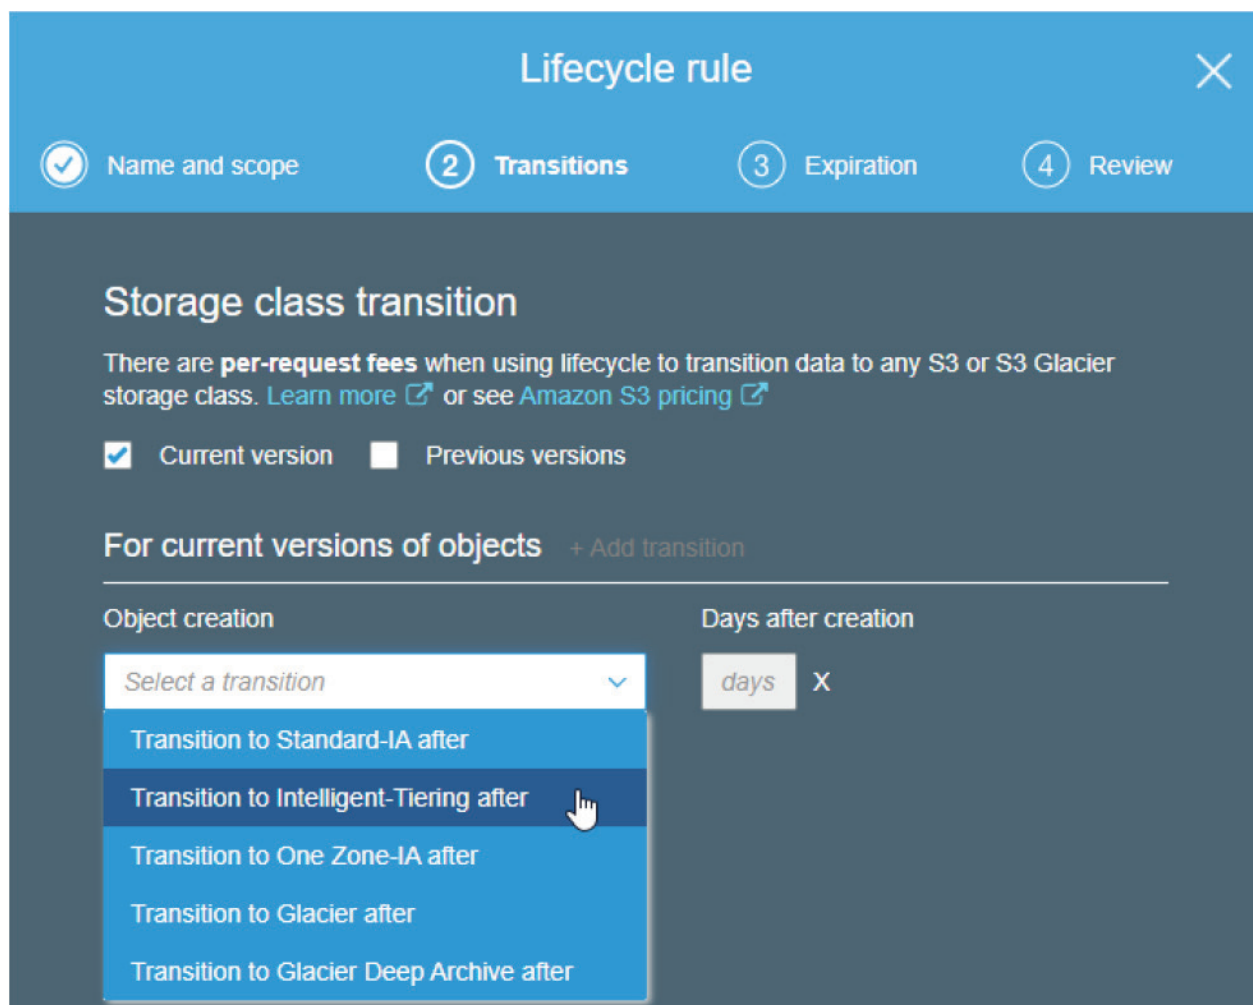 Lifecycle rule
Name and scope
2 Transitions
3 Expiration
4 Review
Storage class transition
There are per-request fees when using lifecycle to transition data to any S3 or S3 Glacier
storage class. Learn more or see Amazon S3 pricing
Current version Previous versions
For current versions of objects + Add transition
Object creation Days after creation
Select a transition days X
Transition to Standard-IA after
Transition to Intelligent-Tiering after
Transition to One Zone-IA after
Transition to Glacier after
Transition to Glacier Deep Archive after